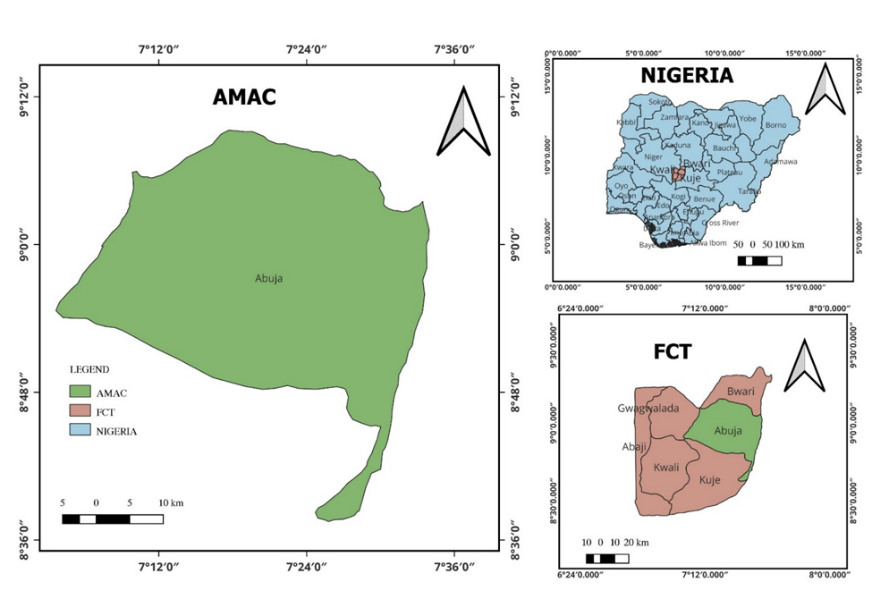 7°12′0″ 7°24′0″ 7°36′0″
AMAC
9°12′0″ 9°12′0″
9°0′0″ 9°0′0″
Abuja
LEGEND
AMAC
FCT
NIGERIA
8°48′0″ 8°48′0″
5 0 5 10 km
8°36′0″ 8°36′0″
7°12′0″ 7°24′0″ 7°36′0″
0°0′0.000″ 5°0′0.000″ 10°0′0.000″ 15°0′0.000″
NIGERIA
15°0′0.000″ 15°0′0.000″
Sokoto
Kebbi Zamfara Kano Jigawa Yobe Borno
Kaduna Bauchi
10°0′0.000″ 10°0′0.000″
Niger Bwari Adamawa
Kwara Kwali Kuje Plateau
Oyo Taraba
Osun Kogi Benue
Edo Enugu
Cross River
5°0′0.000″ 5°0′0.000″
Akwa Ibom
50 0 50 100 km
0°0′0.000″ 5°0′0.000″ 10°0′0.000″ 15°0′0.000″
6°24′0.000″ 7°12′0.000″ 8°0′0.000″
9°30′0.000″ 9°30′0.000″
FCT
Bwari
Gwagwalada
9°0′0.000″ 9°0′0.000″
Abuja
Abaji
Kwali
Kuje
8°30′0.000″ 8°30′0.000″
10 0 10 20 km
6°24′0.000″ 7°12′0.000″ 8°0′0.000″